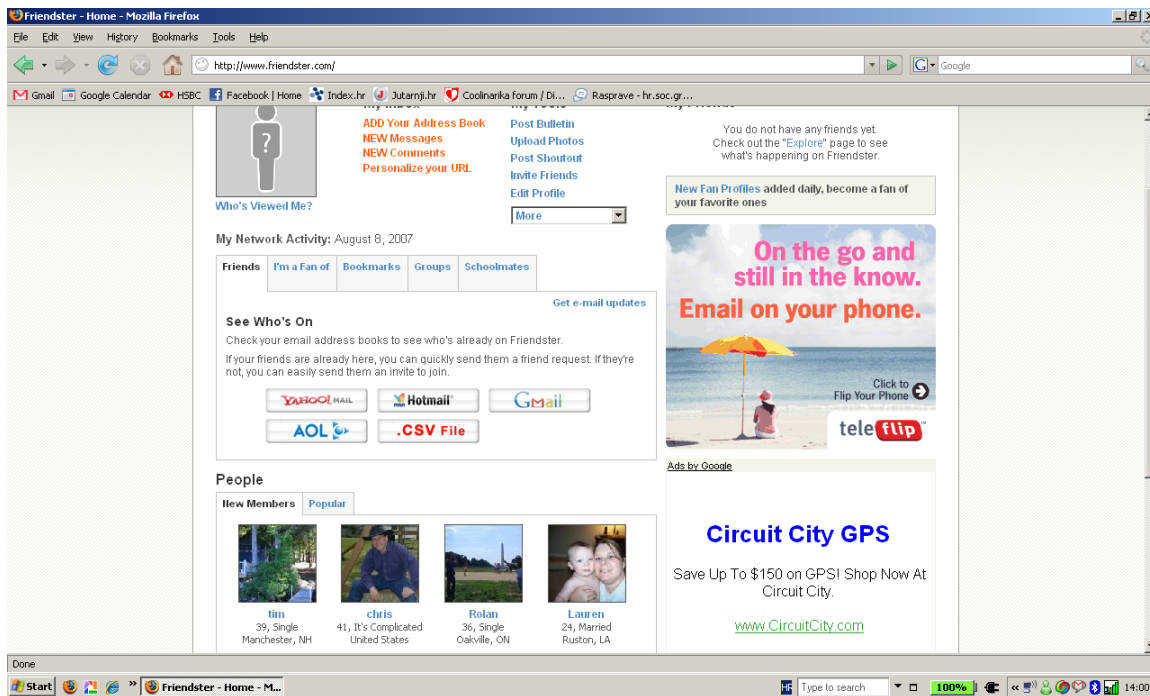 Friendster - Home - Mozilla Firefox
File Edit View History Bookmarks Tools Help
http://www.friendster.com/
G Google
Gmail Google Calendar HSBC Facebook | Home Index.hr Jutarnji.hr Coolinarika forum / Di... Rasprave - hr.soc.gr...
ADD Your Address Book
NEW Messages
NEW Comments
Personalize your URL
Post Bulletin
Upload Photos
Post Shoutout
Invite Friends
Edit Profile
More
?
Who's Viewed Me?
You do not have any friends yet.
Check out the "Explore" page to see
what's happening on Friendster.
New Fan Profiles added daily, become a fan of
your favorite ones
My Network Activity: August 8, 2007
Friends I'm a Fan of Bookmarks Groups Schoolmates
Get e-mail updates
See Who's On
Check your email address books to see who's already on Friendster.
If your friends are already here, you can quickly send them a friend request. If they're
not, you can easily send them an invite to join.
YAHOO! MAIL Hotmail GMail
AOL .CSV File
On the go and
still in the know.
Email on your phone.
Click to
Flip Your Phone
teleflip™
People
New Members Popular
tim
39, Single
Manchester, NH
chris
41, It's Complicated
United States
Rolan
36, Single
Oakville, ON
Lauren
24, Married
Ruston, LA
Ads by Google
Circuit City GPS
Save Up To $150 on GPS! Shop Now At
Circuit City.
www.CircuitCity.com
Done
Start » Friendster - Home - M... HR Type to search 100% « 14:00